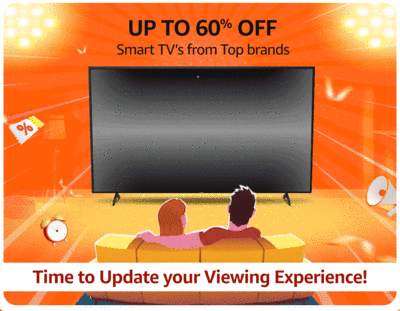 UP TO 60% OFF
Smart TV's from Top brands
%
Time to Update your Viewing Experience!